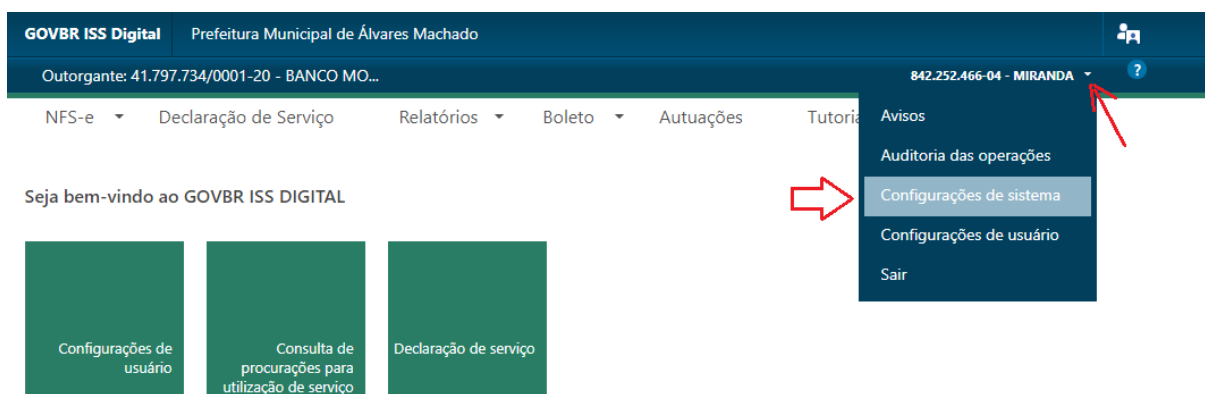 GOVBR ISS Digital Prefeitura Municipal de Álvares Machado
Outorgante: 41.797.734/0001-20 - BANCO MO... 842.252.466-04 - MIRANDA ?
NFS-e Declaração de Serviço Relatórios Boleto Autuações
Avisos
Auditoria das operações
Configurações de sistema
Configurações de usuário
Sair
Seja bem-vindo ao GOVBR ISS DIGITAL
Configurações de
usuário
Consulta de
procurações para
utilização de serviço
Declaração de serviço